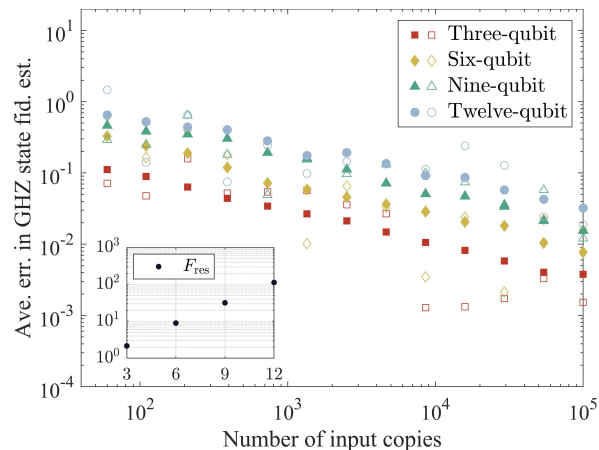 Ave. err. in GHZ state fid. est.
10^1
10^0
10^-1
10^-2
10^-3
10^-4
Three-qubit
Six-qubit
Nine-qubit
Twelve-qubit
10^3
10^2
10^1
10^0
F_res
3 6 9 12
10^2 10^3 10^4 10^5
Number of input copies